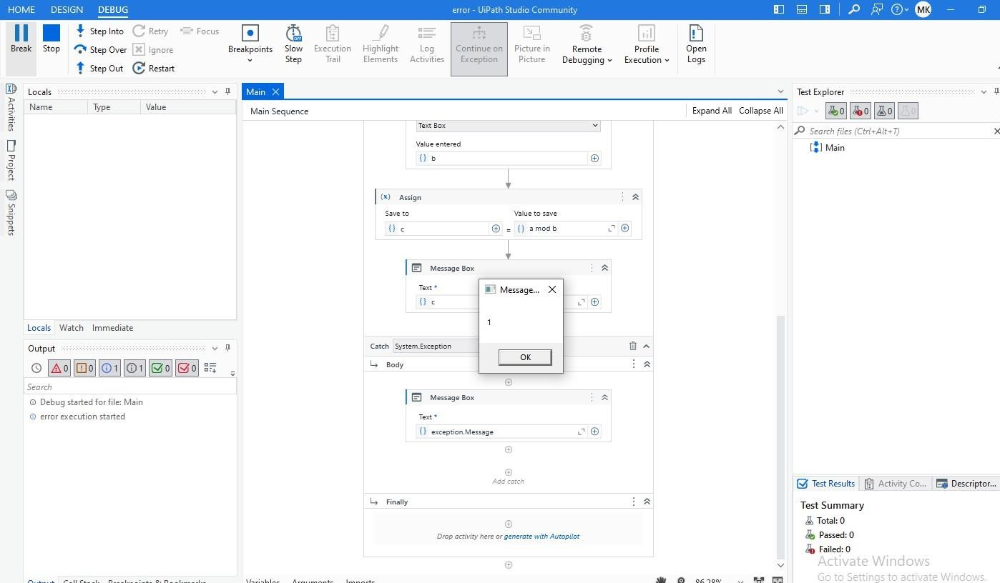 HOME DESIGN DEBUG error - UiPath Studio Community MK
Break Stop Step Into Retry Focus
Step Over Ignore
Step Out Restart
Breakpoints Slow Step Execution Trail Highlight Elements Log Activities Continue on Exception Picture in Picture Remote Debugging Profile Execution Open Logs
OFF
Activities
Project
Snippets
Locals
Name Type Value
Locals Watch Immediate
Output
0 0 1 1 0 0
Search
Debug started for file: Main
error execution started
Output Call Stack Breakpoints & Bookmarks
Main
Main Sequence Expand All Collapse All
Text Box
Value entered
{} b
(x) Assign
Save to Value to save
{} c = {} a mod b
Message Box
Text *
{} c
Message...
1
OK
Catch System.Exception
Body
Message Box
Text *
{} exception.Message
Add catch
Finally
Drop activity here or generate with Autopilot
Variables Arguments Imports 86.28%
Test Explorer
0 0 0 0
Search files (Ctrl+Alt+T)
Main
Test Results Activity Co... Descriptor...
Test Summary
Total: 0
Passed: 0
Failed: 0
Activate Windows
Go to Settings to activate Windows.